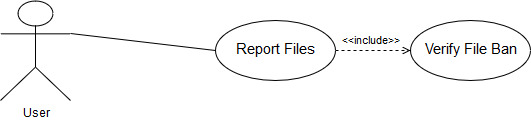 Report Files
<<include>>
Verify File Ban
User